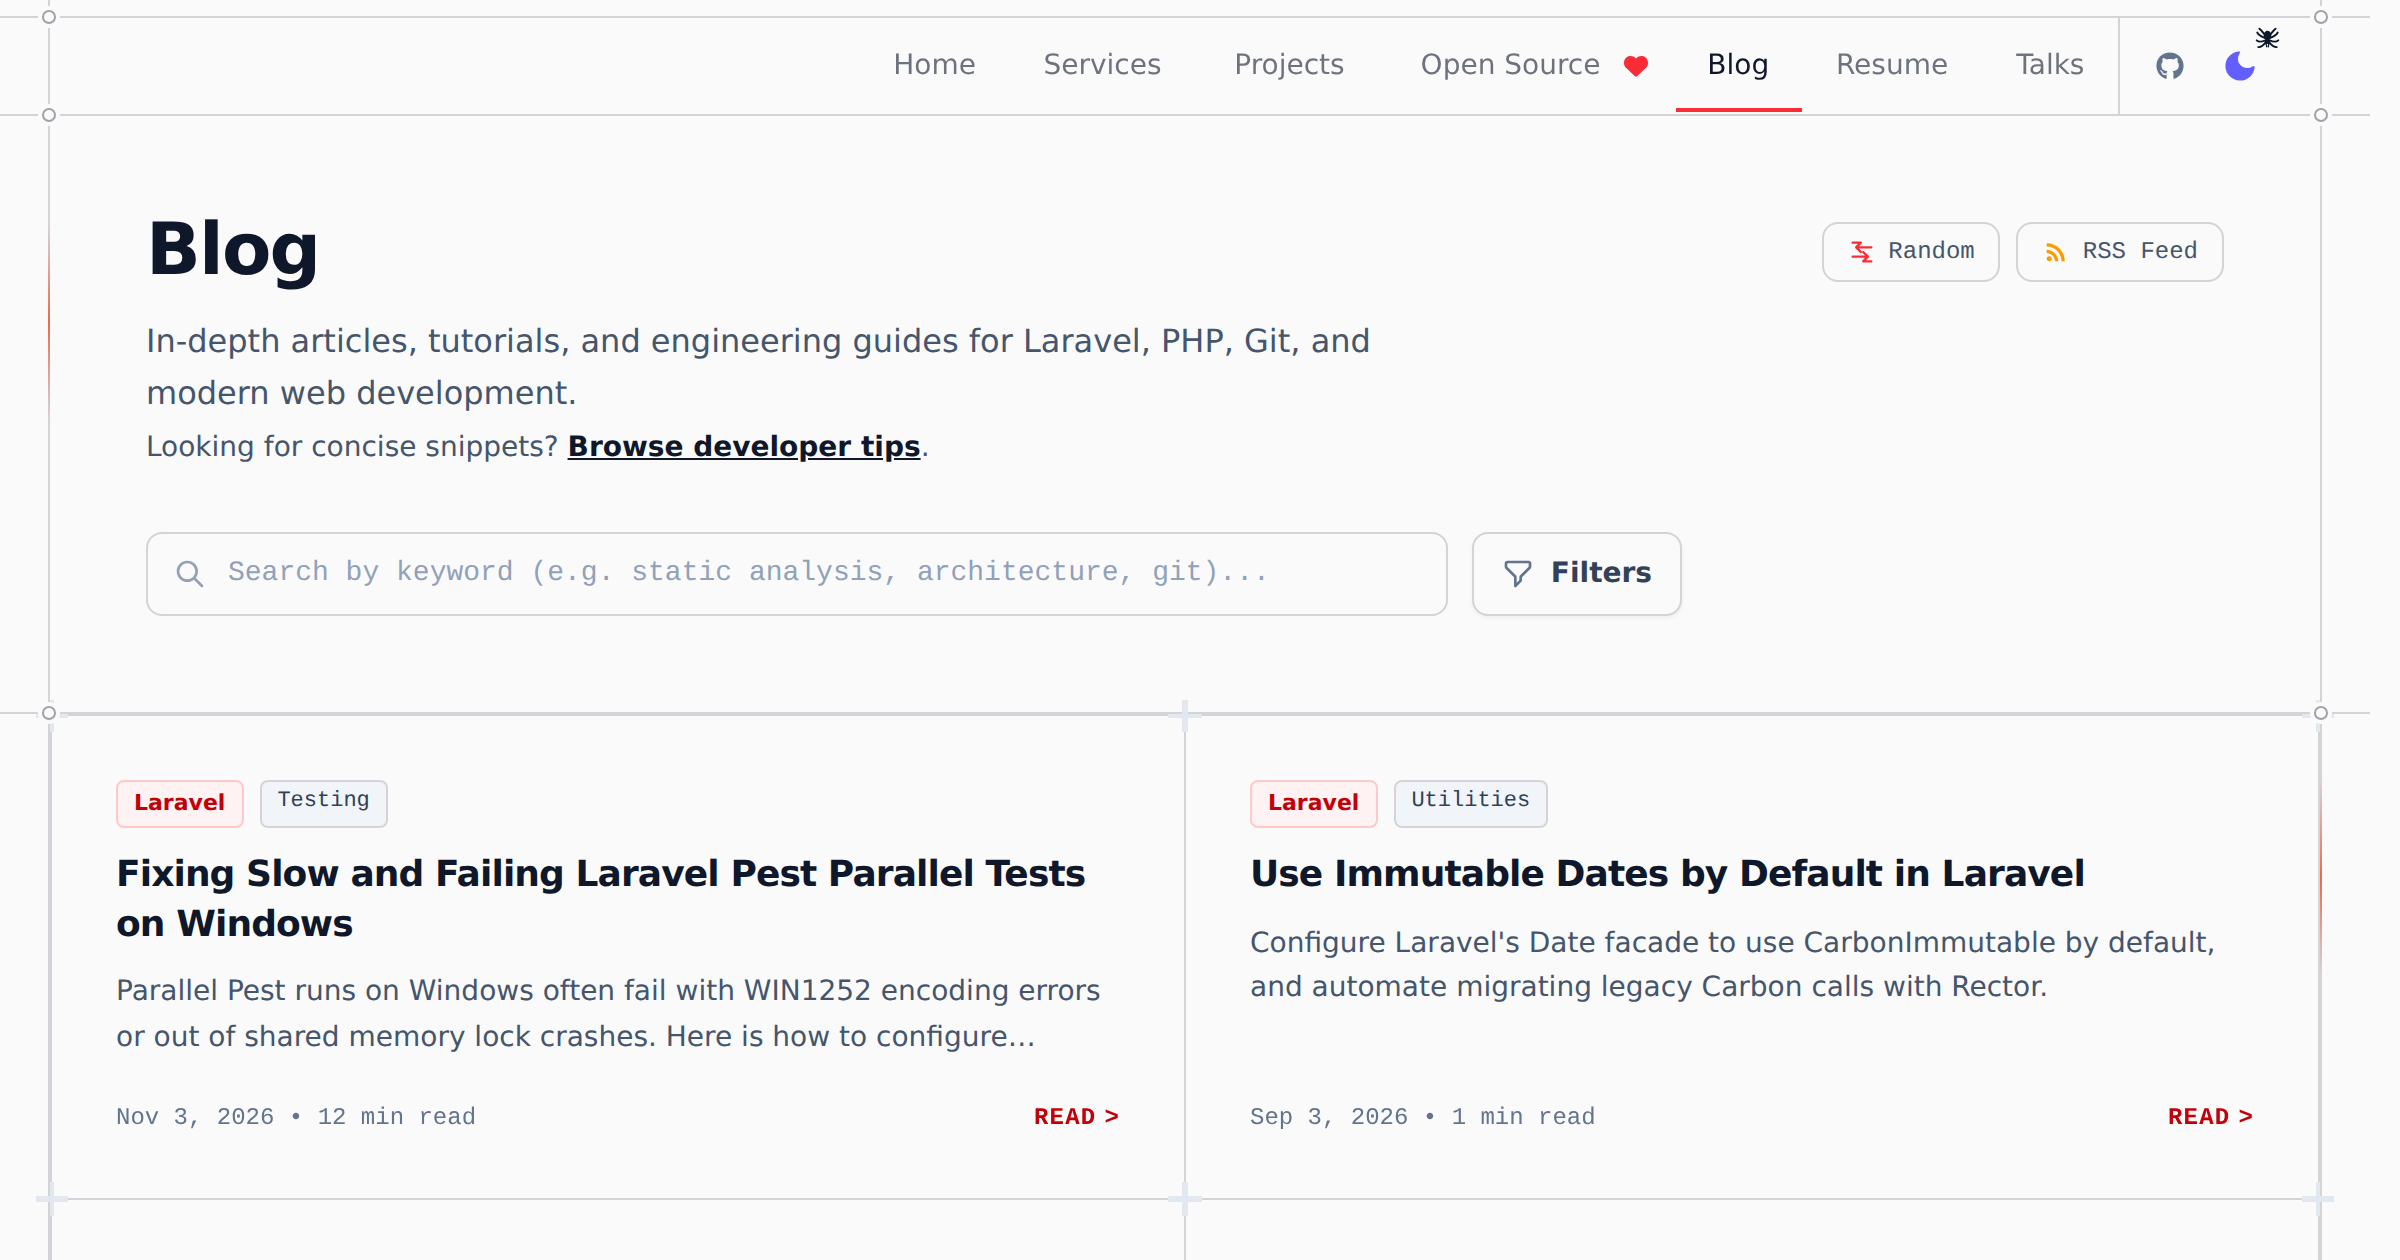 Home Services Projects Open Source Blog Resume Talks
Blog
Random RSS Feed
In-depth articles, tutorials, and engineering guides for Laravel, PHP, Git, and
modern web development.
Looking for concise snippets? Browse developer tips.
Search by keyword (e.g. static analysis, architecture, git)...
Filters
Laravel Testing
Fixing Slow and Failing Laravel Pest Parallel Tests
on Windows
Parallel Pest runs on Windows often fail with WIN1252 encoding errors
or out of shared memory lock crashes. Here is how to configure...
Nov 3, 2026 • 12 min read READ >
Laravel Utilities
Use Immutable Dates by Default in Laravel
Configure Laravel's Date facade to use CarbonImmutable by default,
and automate migrating legacy Carbon calls with Rector.
Sep 3, 2026 • 1 min read READ >